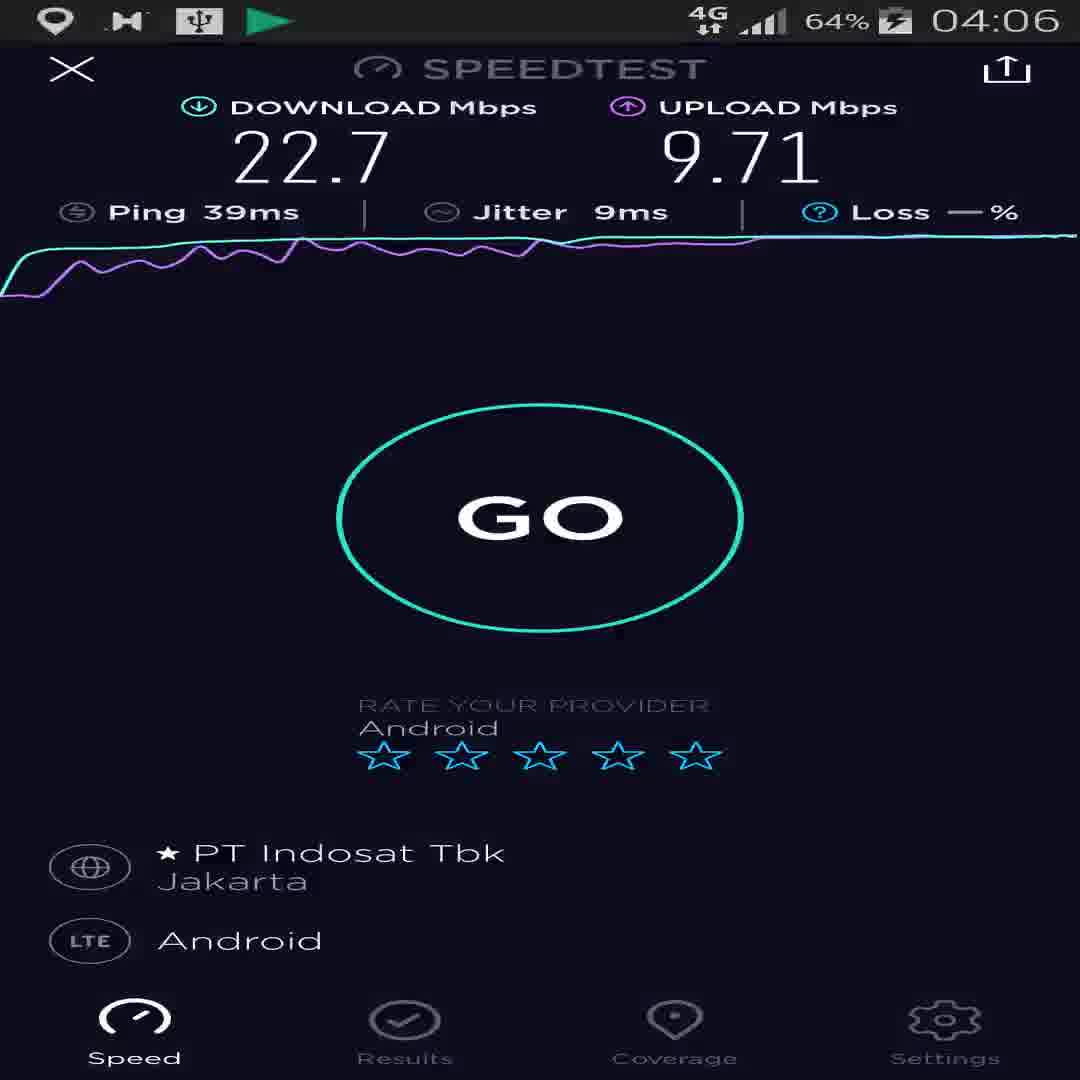 4G 64% 04:06
SPEEDTEST
DOWNLOAD Mbps UPLOAD Mbps
22.7 9.71
Ping 39ms Jitter 9ms Loss — %
GO
RATE YOUR PROVIDER
Android
★ PT Indosat Tbk
Jakarta
LTE Android
Speed Results Coverage Settings